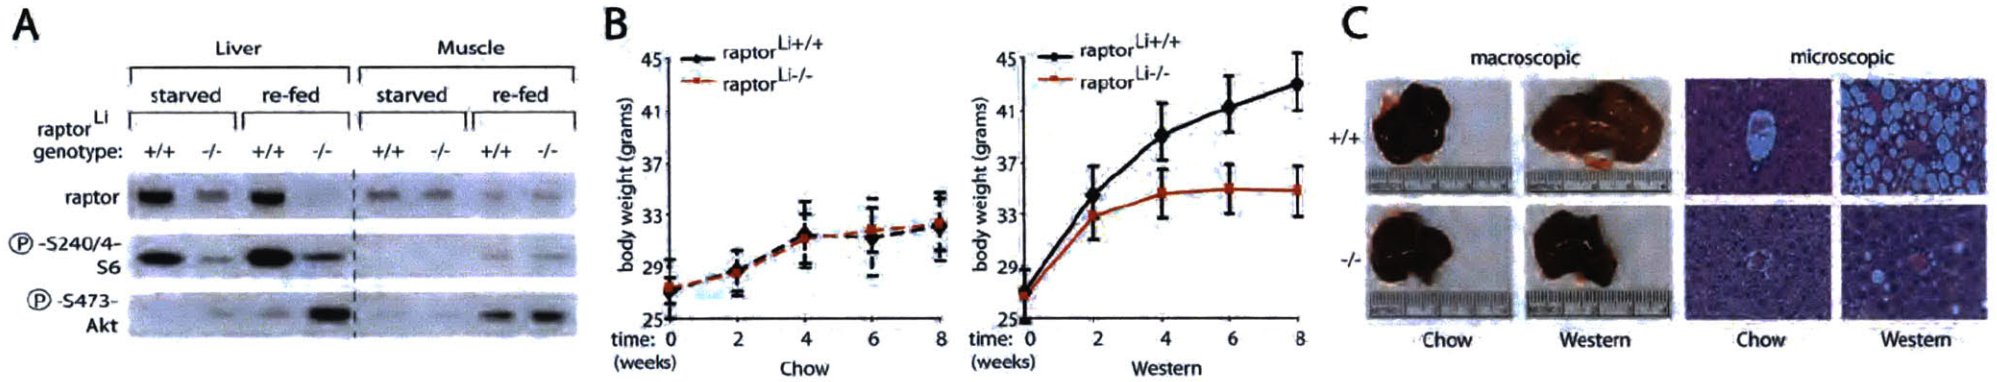 A
Liver Muscle
starved re-fed starved re-fed
raptor Li
genotype: +/+ -/- +/+ -/- +/+ -/- +/+ -/-
raptor
Ⓟ -S240/4-
S6
Ⓟ -S473-
Akt
B
raptor Li+/+
raptor Li-/-
body weight (grams)
45
41
37
33
29
25
time: 0 2 4 6 8
(weeks)
Chow
raptor Li+/+
raptor Li-/-
body weight (grams)
45
41
37
33
29
25
time: 0 2 4 6 8
(weeks)
Western
C
macroscopic microscopic
+/+
-/-
Chow Western Chow Western